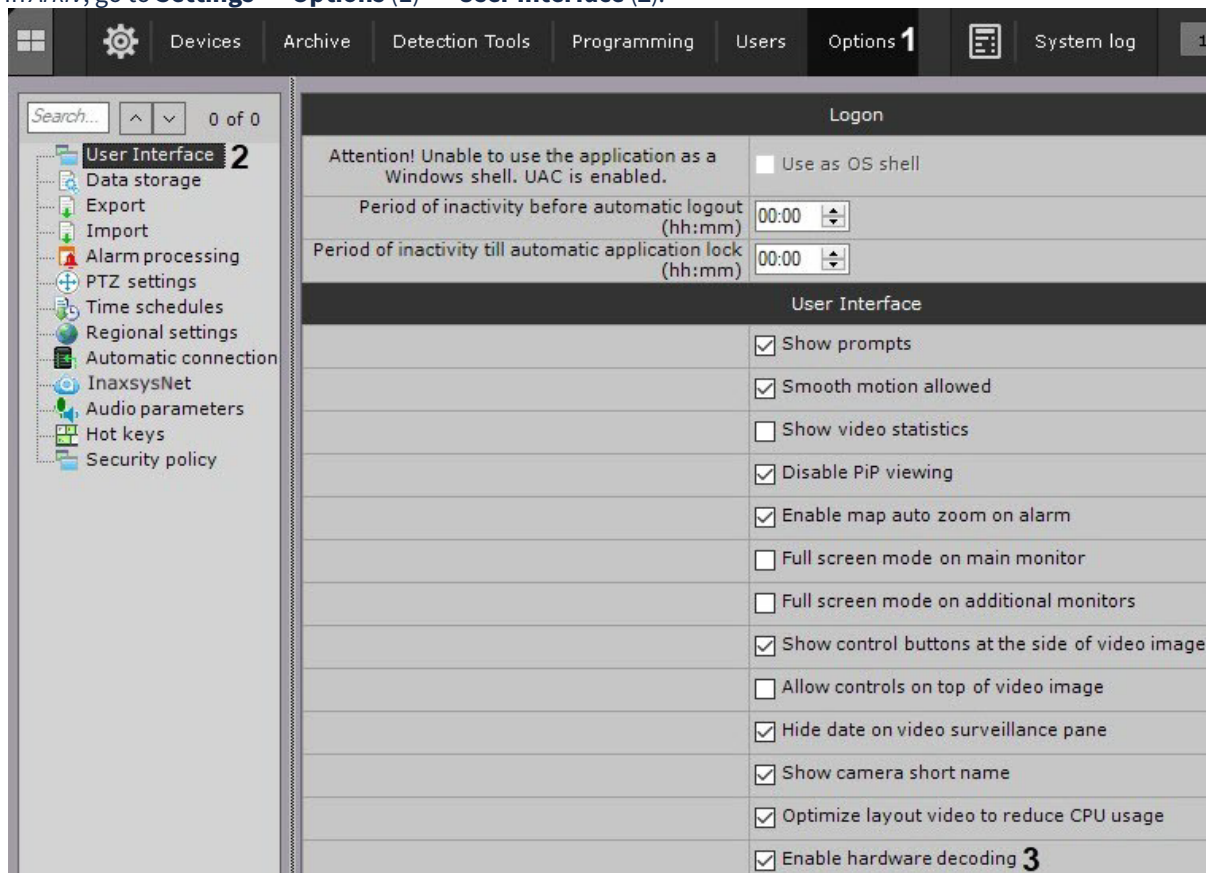 go to Settings Options User Interface
Devices Archive Detection Tools Programming Users Options 1 System log 1
Search... 0 of 0
User Interface 2
Data storage
Export
Import
Alarm processing
PTZ settings
Time schedules
Regional settings
Automatic connection
InaxsysNet
Audio parameters
Hot keys
Security policy
Logon
Attention! Unable to use the application as a
Windows shell. UAC is enabled.
Use as OS shell
Period of inactivity before automatic logout
(hh:mm)
00:00
Period of inactivity till automatic application lock
(hh:mm)
00:00
User Interface
Show prompts
Smooth motion allowed
Show video statistics
Disable PiP viewing
Enable map auto zoom on alarm
Full screen mode on main monitor
Full screen mode on additional monitors
Show control buttons at the side of video image
Allow controls on top of video image
Hide date on video surveillance pane
Show camera short name
Optimize layout video to reduce CPU usage
Enable hardware decoding 3